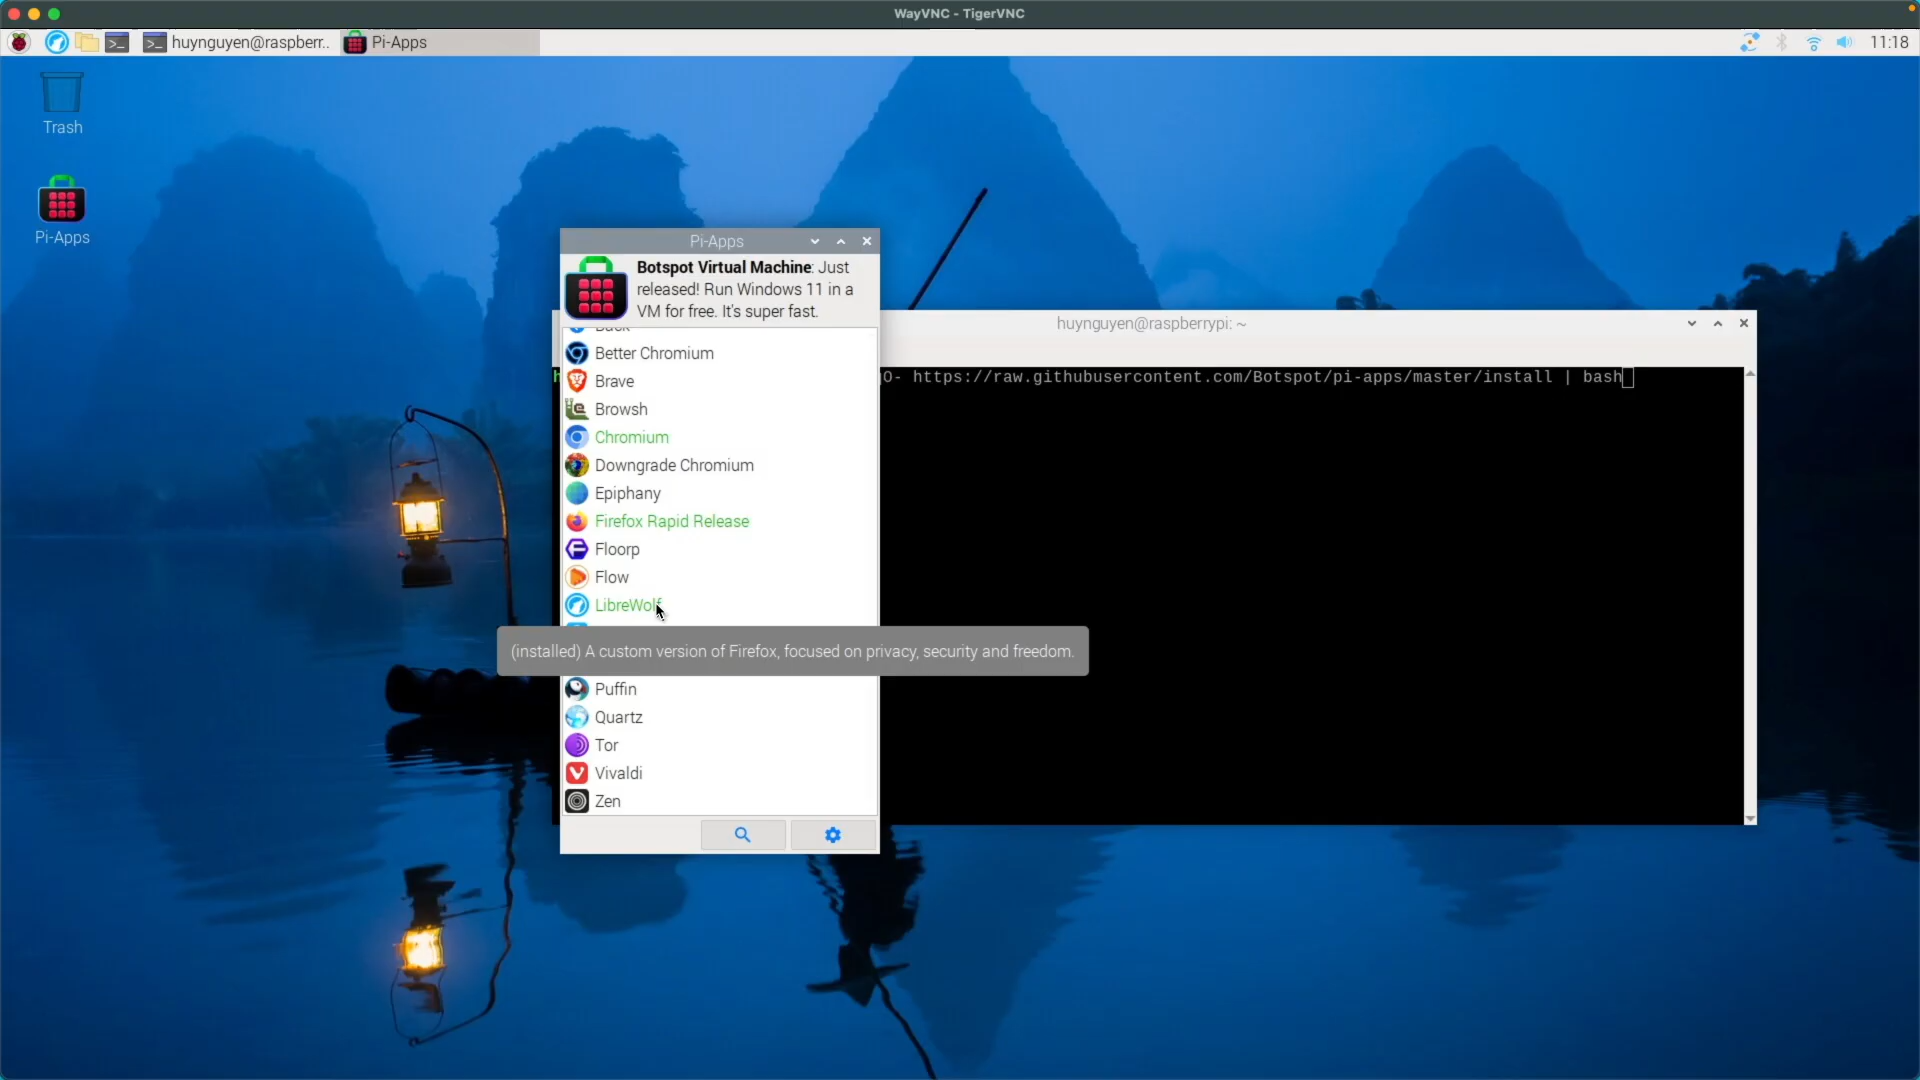 WayVNC - TigerVNC
huynguyen@raspberr..
Pi-Apps
11:18
Trash
Pi-Apps
Pi-Apps
Botspot Virtual Machine: Just
released! Run Windows 11 in a
VM for free. It's super fast.
Back
Better Chromium
Brave
Browsh
Chromium
Downgrade Chromium
Epiphany
Firefox Rapid Release
Floorp
Flow
LibreWolf
(installed) A custom version of Firefox, focused on privacy, security and freedom.
Puffin
Quartz
Tor
Vivaldi
Zen
huynguyen@raspberrypi: ~
O- https://raw.githubusercontent.com/Botspot/pi-apps/master/install | bash